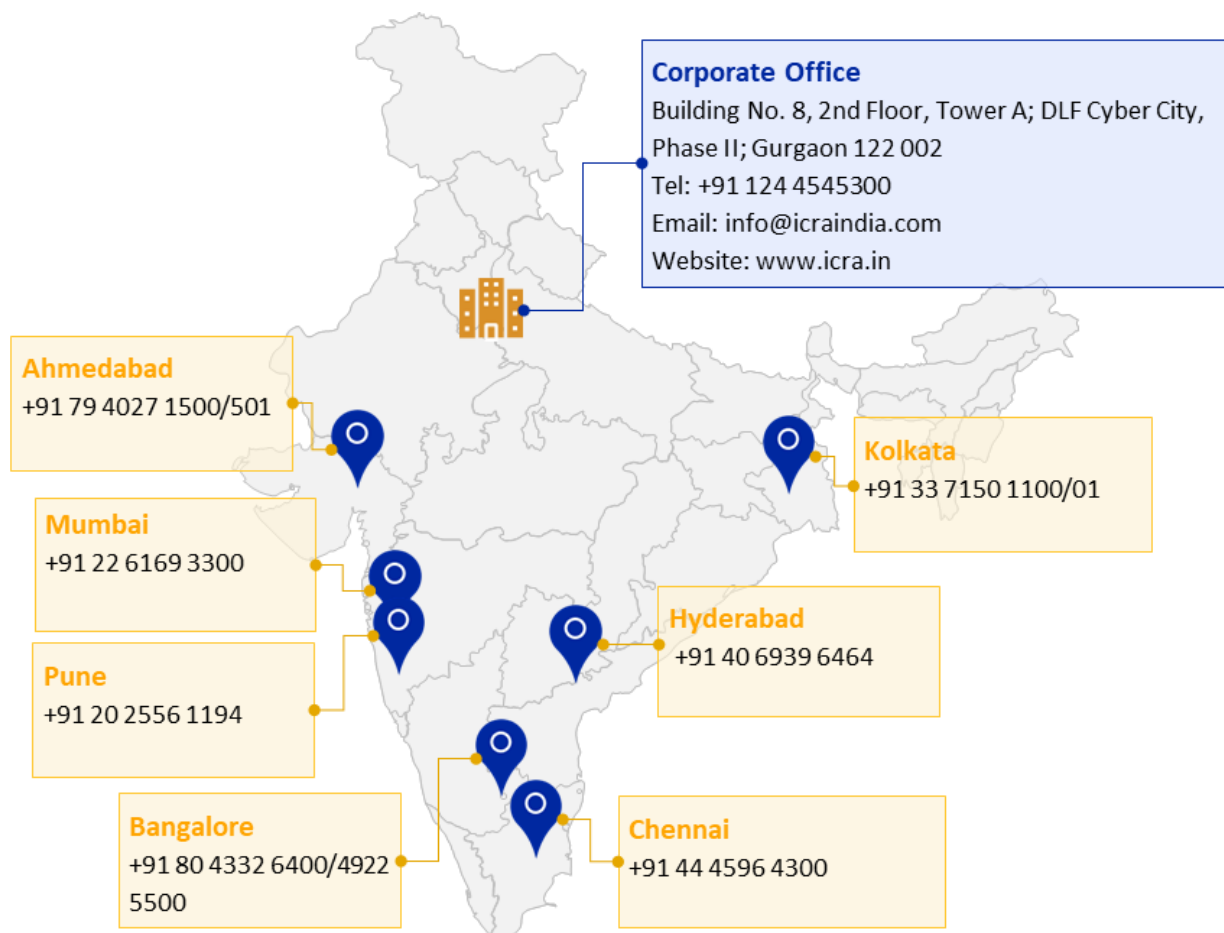 Corporate Office
Building No. 8, 2nd Floor, Tower A; DLF Cyber City,
Phase II; Gurgaon 122 002
Tel: +91 124 4545300
Email: info@icraindia.com
Website: www.icra.in
Ahmedabad
+91 79 4027 1500/501
Kolkata
+91 33 7150 1100/01
Mumbai
+91 22 6169 3300
Hyderabad
+91 40 6939 6464
Pune
+91 20 2556 1194
Bangalore
+91 80 4332 6400/4922
5500
Chennai
+91 44 4596 4300